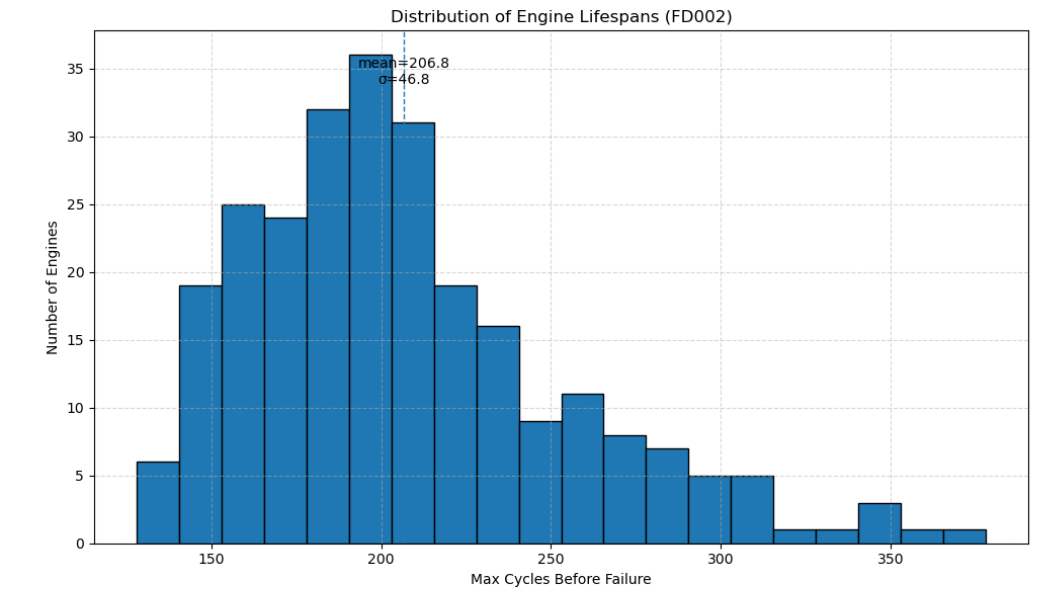 Distribution of Engine Lifespans (FD002)
mean=206.8
σ=46.8
35
30
25
20
15
10
5
0
Number of Engines
150 200 250 300 350
Max Cycles Before Failure